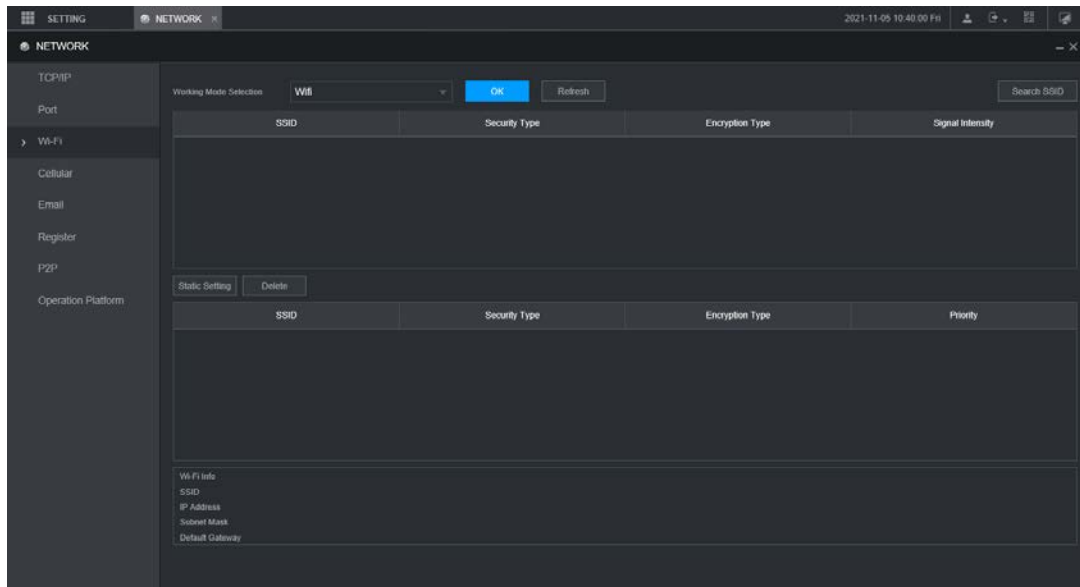 SETTING NETWORK × 2021-11-05 10:40:00 Fri
NETWORK
TCP/IP
Port
Wi-Fi
Cellular
Email
Register
P2P
Operation Platform
Working Mode Selection Wifi OK Refresh Search SSID
SSID Security Type Encryption Type Signal Intensity
Static Setting Delete
SSID Security Type Encryption Type Priority
Wi-Fi Info
SSID
IP Address
Subnet Mask
Default Gateway